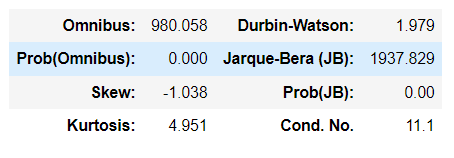 Omnibus: 980.058 Durbin-Watson: 1.979
Prob(Omnibus): 0.000 Jarque-Bera (JB): 1937.829
Skew: -1.038 Prob(JB): 0.00
Kurtosis: 4.951 Cond. No. 11.1